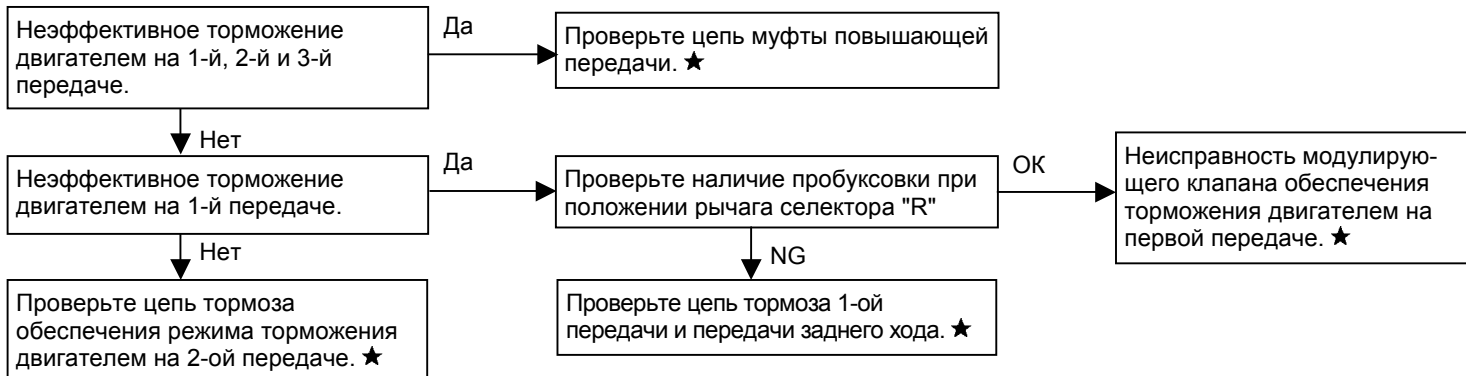 Неэффективное торможение
двигателем на 1-й, 2-й и 3-й
передаче.
Да
Проверьте цепь муфты повышающей
передачи. ★
Нет
Неэффективное торможение
двигателем на 1-й передаче.
Да
Проверьте наличие пробуксовки при
положении рычага селектора "R"
ОК
Неисправность модулирую-
щего клапана обеспечения
торможения двигателем на
первой передаче. ★
Нет
NG
Проверьте цепь тормоза
обеспечения режима торможения
двигателем на 2-ой передаче. ★
Проверьте цепь тормоза 1-ой
передачи и передачи заднего хода. ★